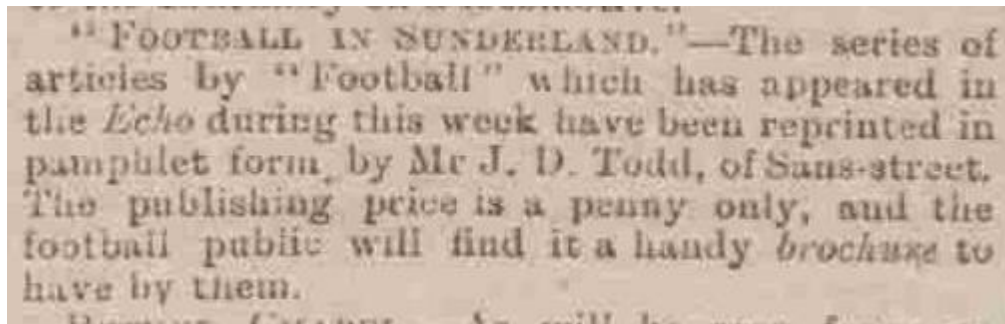 "FOOTBALL IN SUNDERLAND."—The series of
articles by "Football" which has appeared in
the Echo during this week have been reprinted in
pamphlet form, by Mr J. D. Todd, of Sans-street.
The publishing price is a penny only, and the
football public will find it a handy brochure to
have by them.